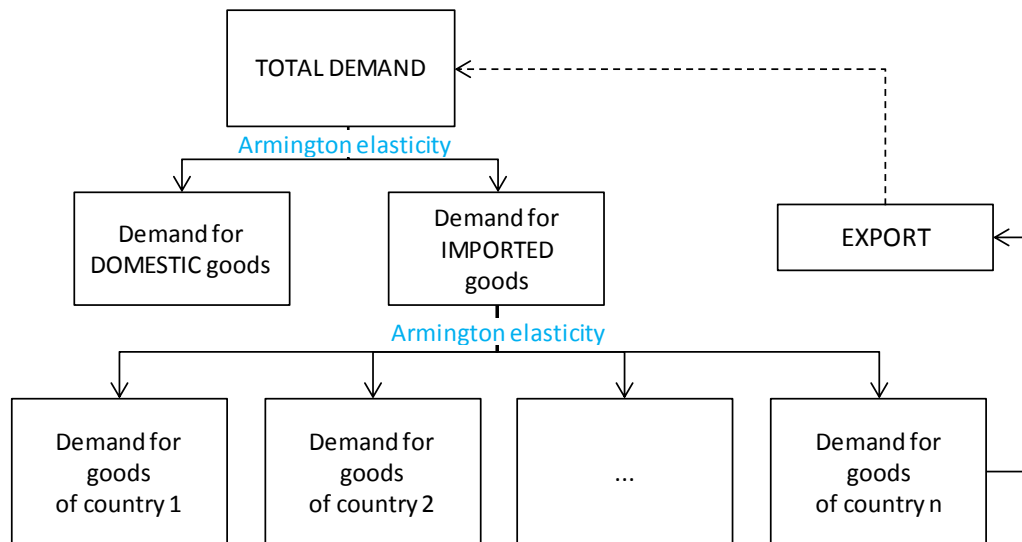 TOTAL DEMAND
Armington elasticity
Demand for
DOMESTIC goods
Demand for
IMPORTED
goods
EXPORT
Armington elasticity
Demand for
goods
of country 1
Demand for
goods
of country 2
...
Demand for
goods
of country n